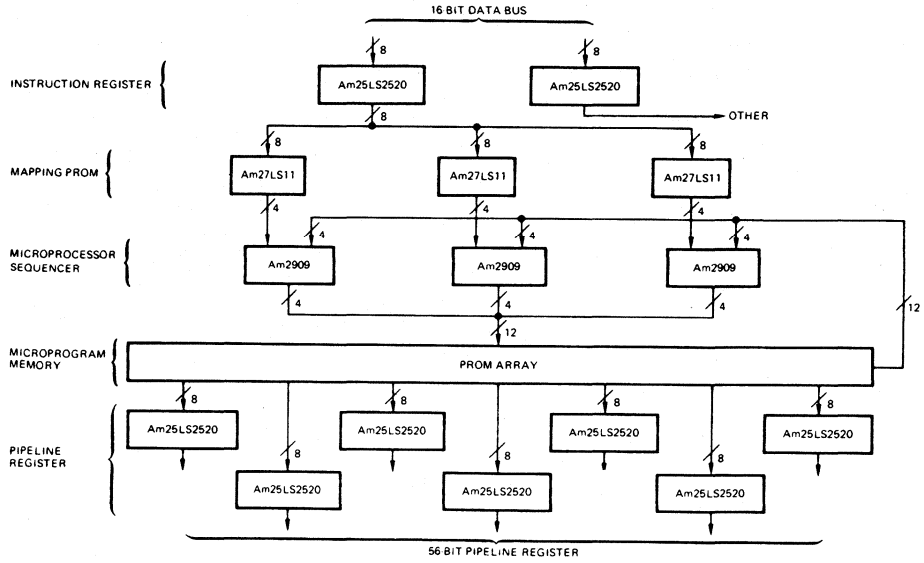 16-BIT DATA BUS
8
8
INSTRUCTION REGISTER
Am25LS2520
Am25LS2520
8
OTHER
8
8
8
MAPPING PROM
Am27LS11
Am27LS11
Am27LS11
4
4
4
4
4
4
MICROPROCESSOR
SEQUENCER
Am2909
Am2909
Am2909
4
4
4
12
12
MICROPROGRAM
MEMORY
PROM ARRAY
8
8
8
8
Am25LS2520
Am25LS2520
Am25LS2520
Am25LS2520
PIPELINE
REGISTER
8
8
8
Am25LS2520
Am25LS2520
Am25LS2520
56-BIT PIPELINE REGISTER